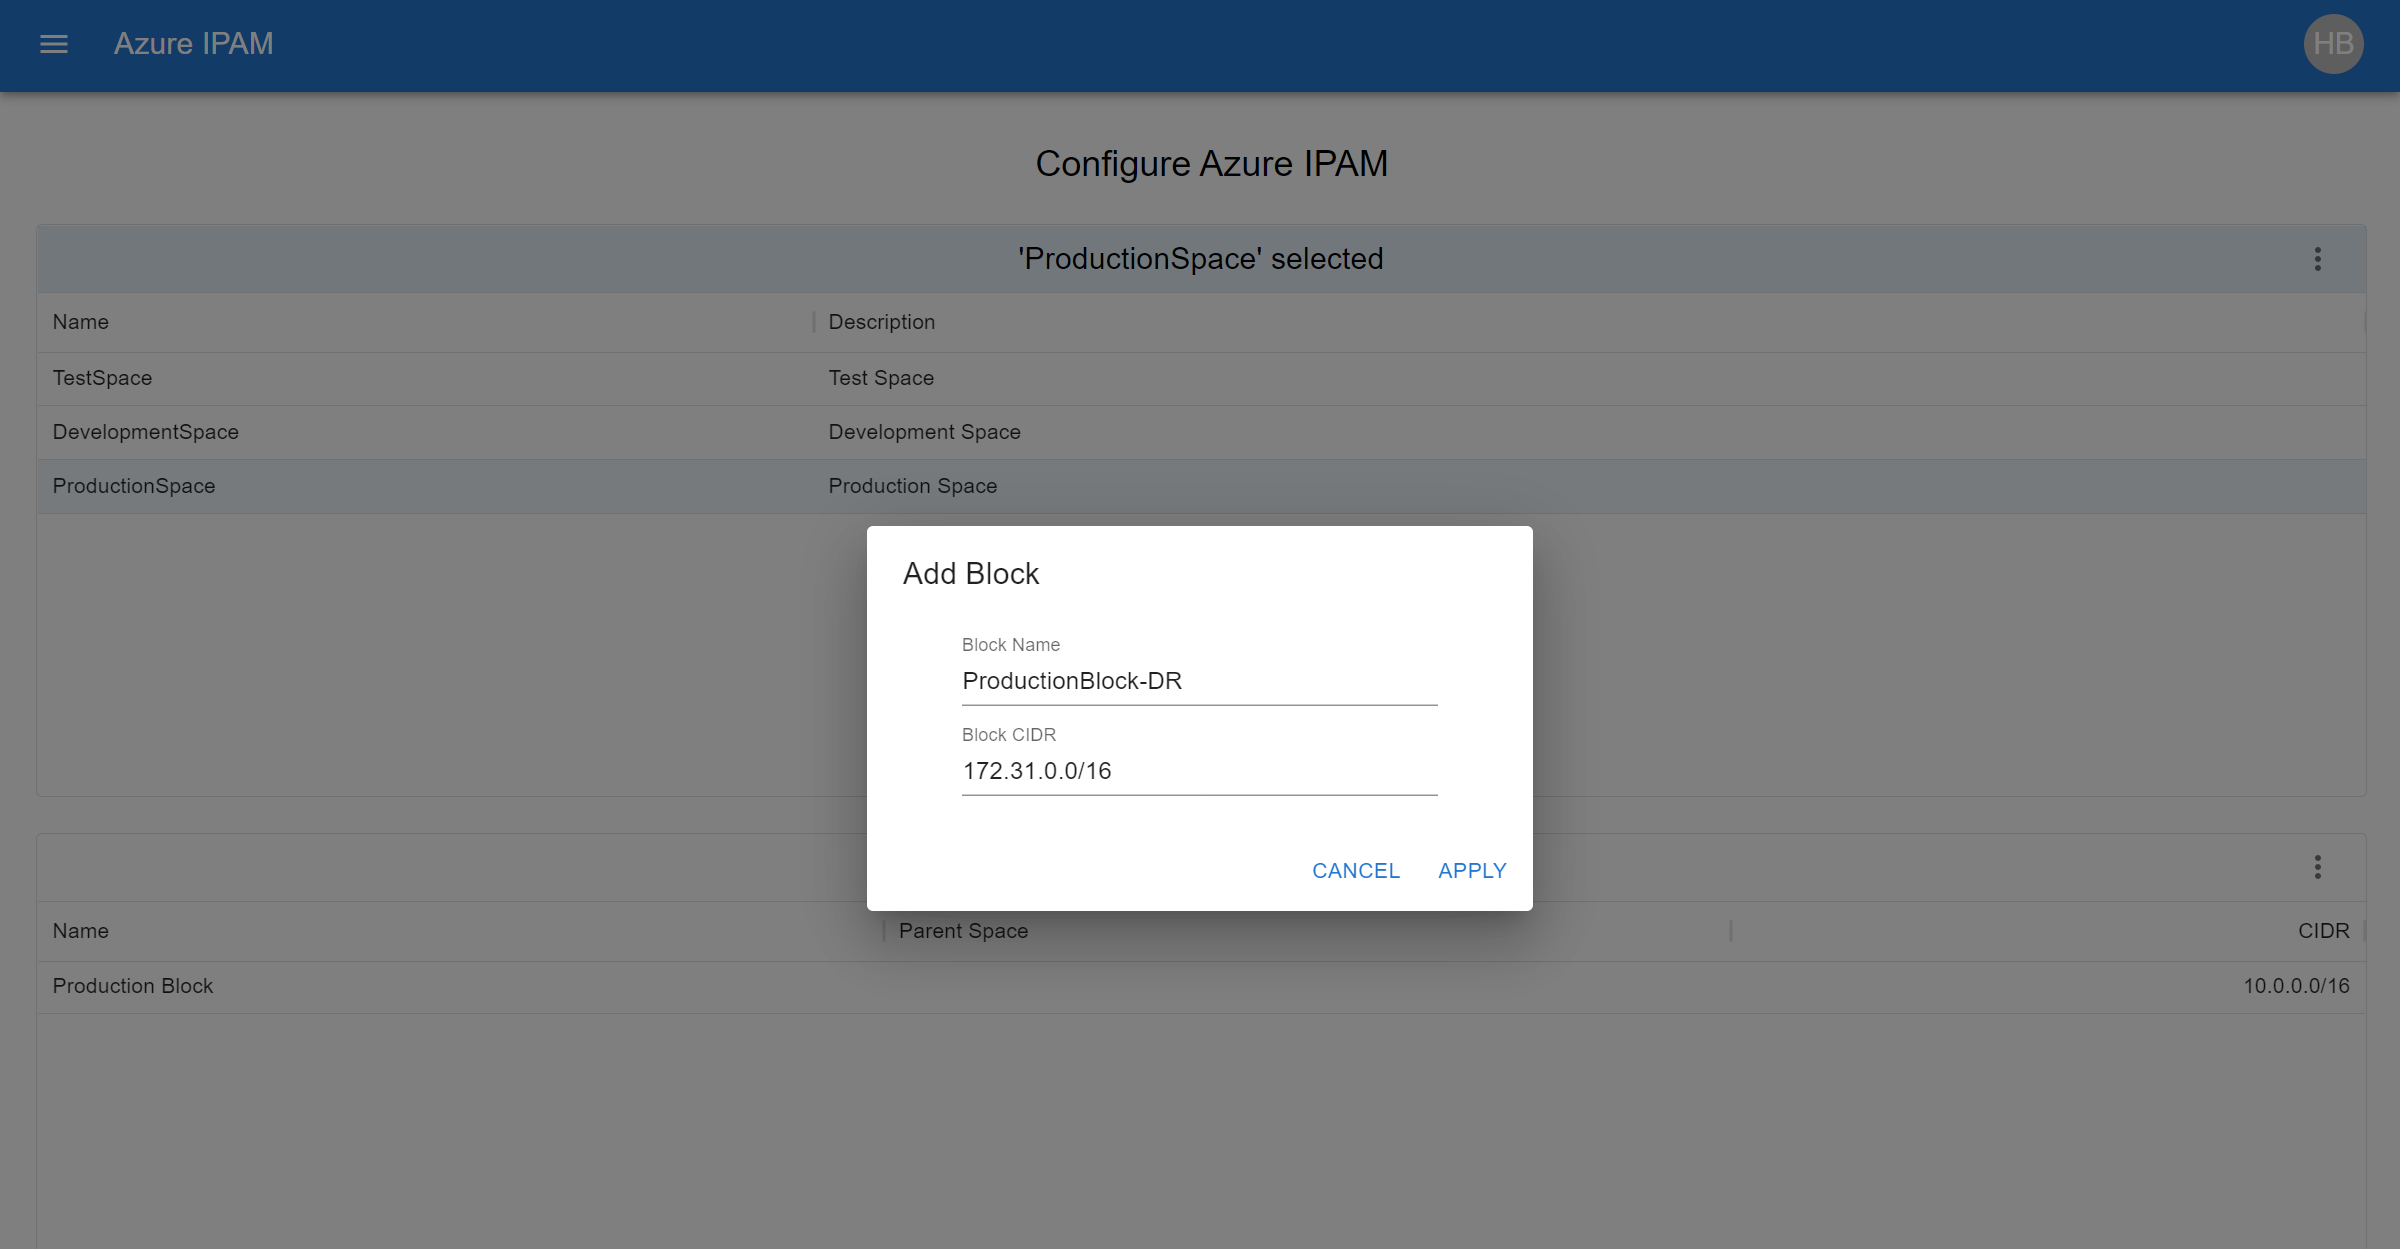 Azure IPAM
HB
Configure Azure IPAM
'ProductionSpace' selected
Name Description
TestSpace Test Space
DevelopmentSpace Development Space
ProductionSpace Production Space
Add Block
Block Name
ProductionBlock-DR
Block CIDR
172.31.0.0/16
CANCEL APPLY
Name Parent Space CIDR
Production Block 10.0.0.0/16